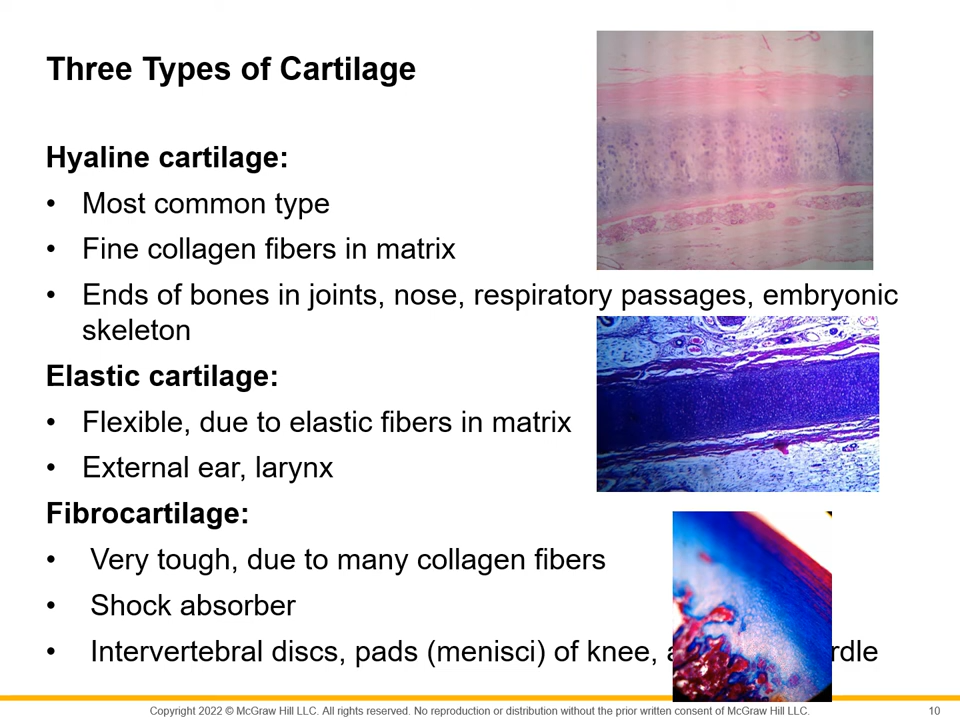 Three Types of Cartilage
Hyaline cartilage:
• Most common type
• Fine collagen fibers in matrix
• Ends of bones in joints, nose, respiratory passages, embryonic
skeleton
Elastic cartilage:
• Flexible, due to elastic fibers in matrix
• External ear, larynx
Fibrocartilage:
• Very tough, due to many collagen fibers
• Shock absorber
• Intervertebral discs, pads (menisci) of knee,
Copyright 2022 © McGraw Hill LLC. All rights reserved. No reproduction or distribution without the prior written consent of McGraw Hill LLC.
10